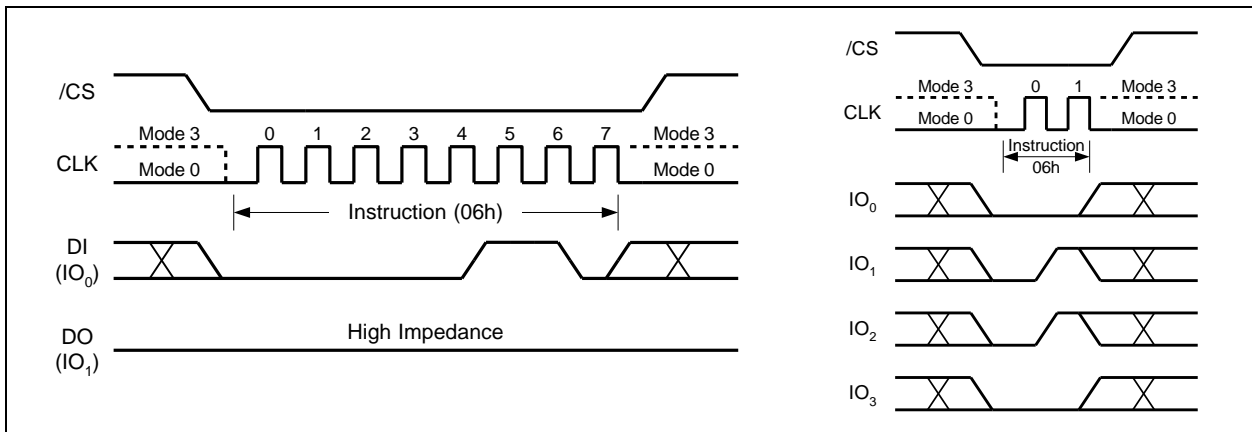 /CS
Mode 3 0 1 2 3 4 5 6 7 Mode 3
CLK
Mode 0 Mode 0
Instruction (06h)
DI
(IO0)
High Impedance
DO
(IO1)
/CS
Mode 3 0 1 Mode 3
CLK
Mode 0 Mode 0
Instruction
06h
IO0
IO1
IO2
IO3